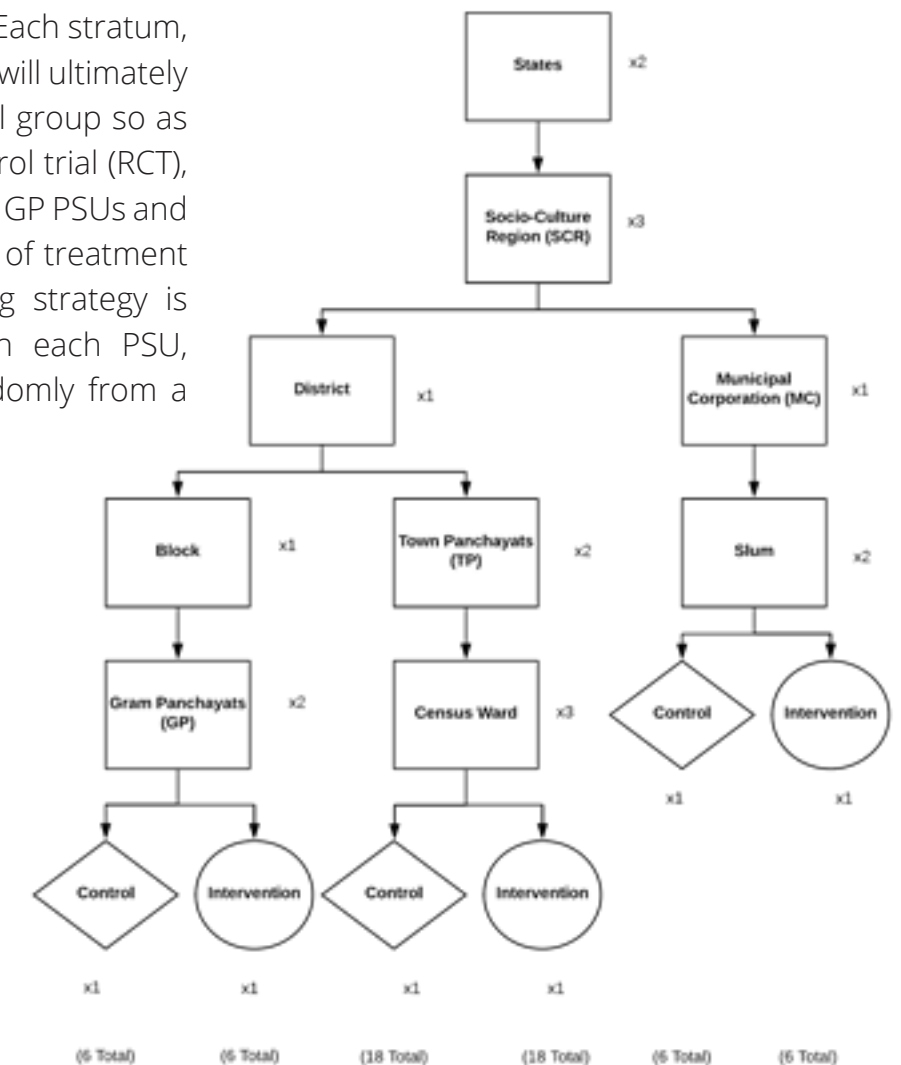 Each stratum,
will ultimately
l group so as
rol trial (RCT),
GP PSUs and
of treatment
g strategy is
n each PSU,
domly from a
States
x2
Socio-Culture
Region (SCR)
x3
District
x1
Municipal
Corporation (MC)
x1
Block
x1
Town Panchayats
(TP)
x2
Slum
x2
Gram Panchayats
(GP)
x2
Census Ward
x3
Control
Intervention
x1
x1
Control
Intervention
Control
Intervention
x1
x1
x1
x1
(6 Total)
(6 Total)
(18 Total)
(18 Total)
(6 Total)
(6 Total)